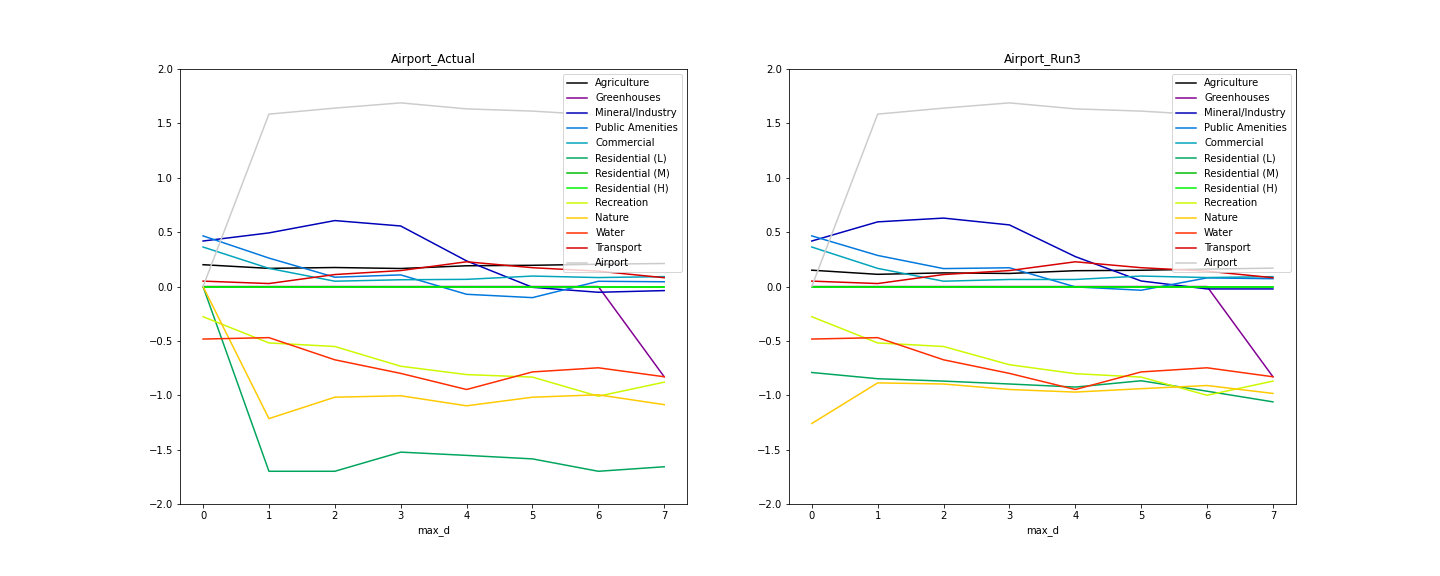 Airport_Actual
2.0
1.5
1.0
0.5
0.0
−0.5
−1.0
−1.5
−2.0
0 1 2 3 4 5 6 7
max_d
Agriculture
Greenhouses
Mineral/Industry
Public Amenities
Commercial
Residential (L)
Residential (M)
Residential (H)
Recreation
Nature
Water
Transport
Airport
Airport_Run3
2.0
1.5
1.0
0.5
0.0
−0.5
−1.0
−1.5
−2.0
0 1 2 3 4 5 6 7
max_d
Agriculture
Greenhouses
Mineral/Industry
Public Amenities
Commercial
Residential (L)
Residential (M)
Residential (H)
Recreation
Nature
Water
Transport
Airport